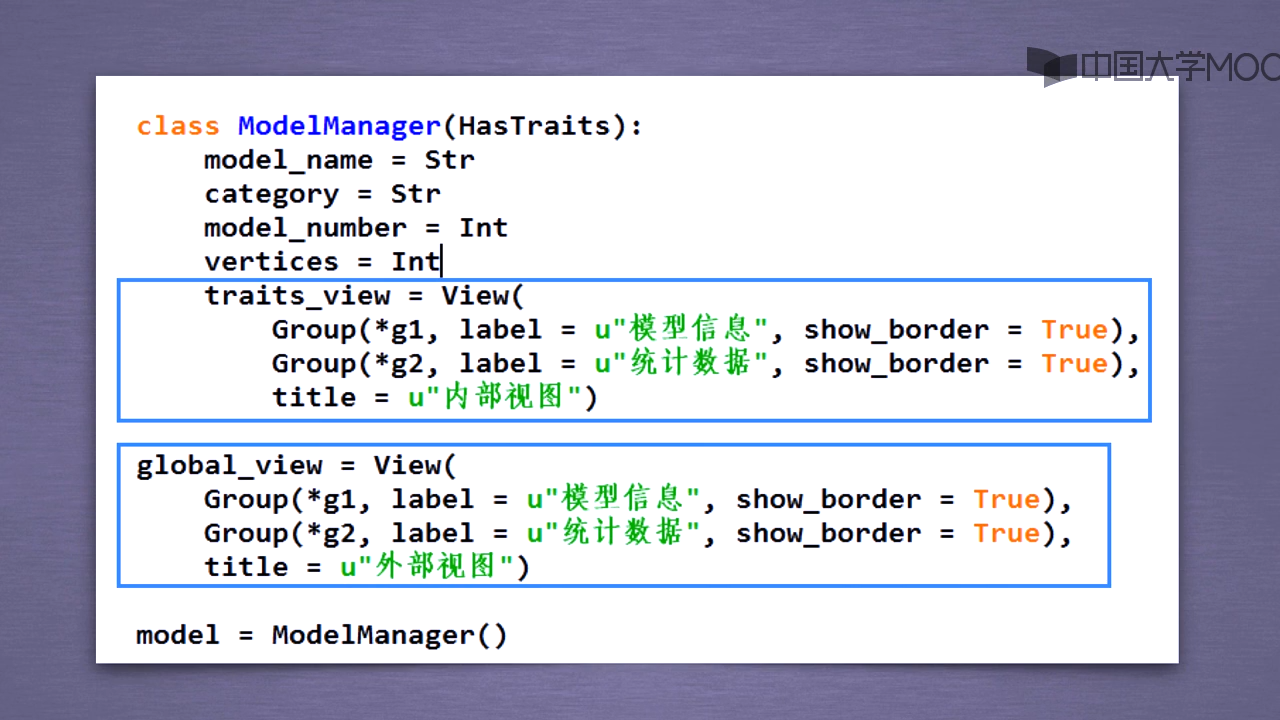 中国大学MOO
class ModelManager(HasTraits):
    model_name = Str
    category = Str
    model_number = Int
    vertices = Int
    traits_view = View(
        Group(*g1, label = u"模型信息", show_border = True),
        Group(*g2, label = u"统计数据", show_border = True),
        title = u"内部视图")
global_view = View(
    Group(*g1, label = u"模型信息", show_border = True),
    Group(*g2, label = u"统计数据", show_border = True),
    title = u"外部视图")
model = ModelManager()